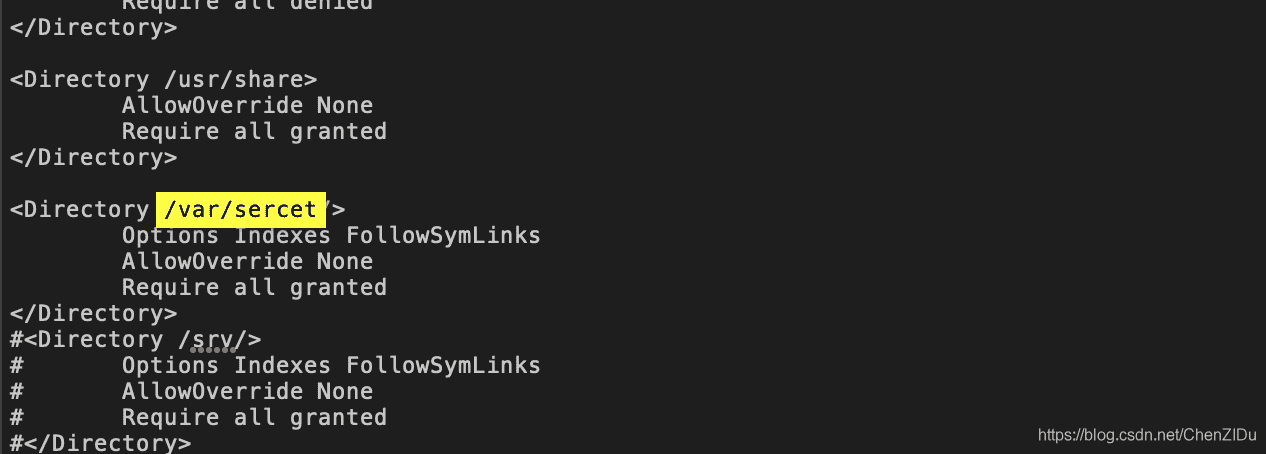 Require all denied
</Directory>
<Directory /usr/share>
AllowOverride None
Require all granted
</Directory>
<Directory /var/sercet/>
Options Indexes FollowSymLinks
AllowOverride None
Require all granted
</Directory>
#<Directory /srv/>
# Options Indexes FollowSymLinks
# AllowOverride None
# Require all granted
#</Directory>
https://blog.csdn.net/ChenZIDu